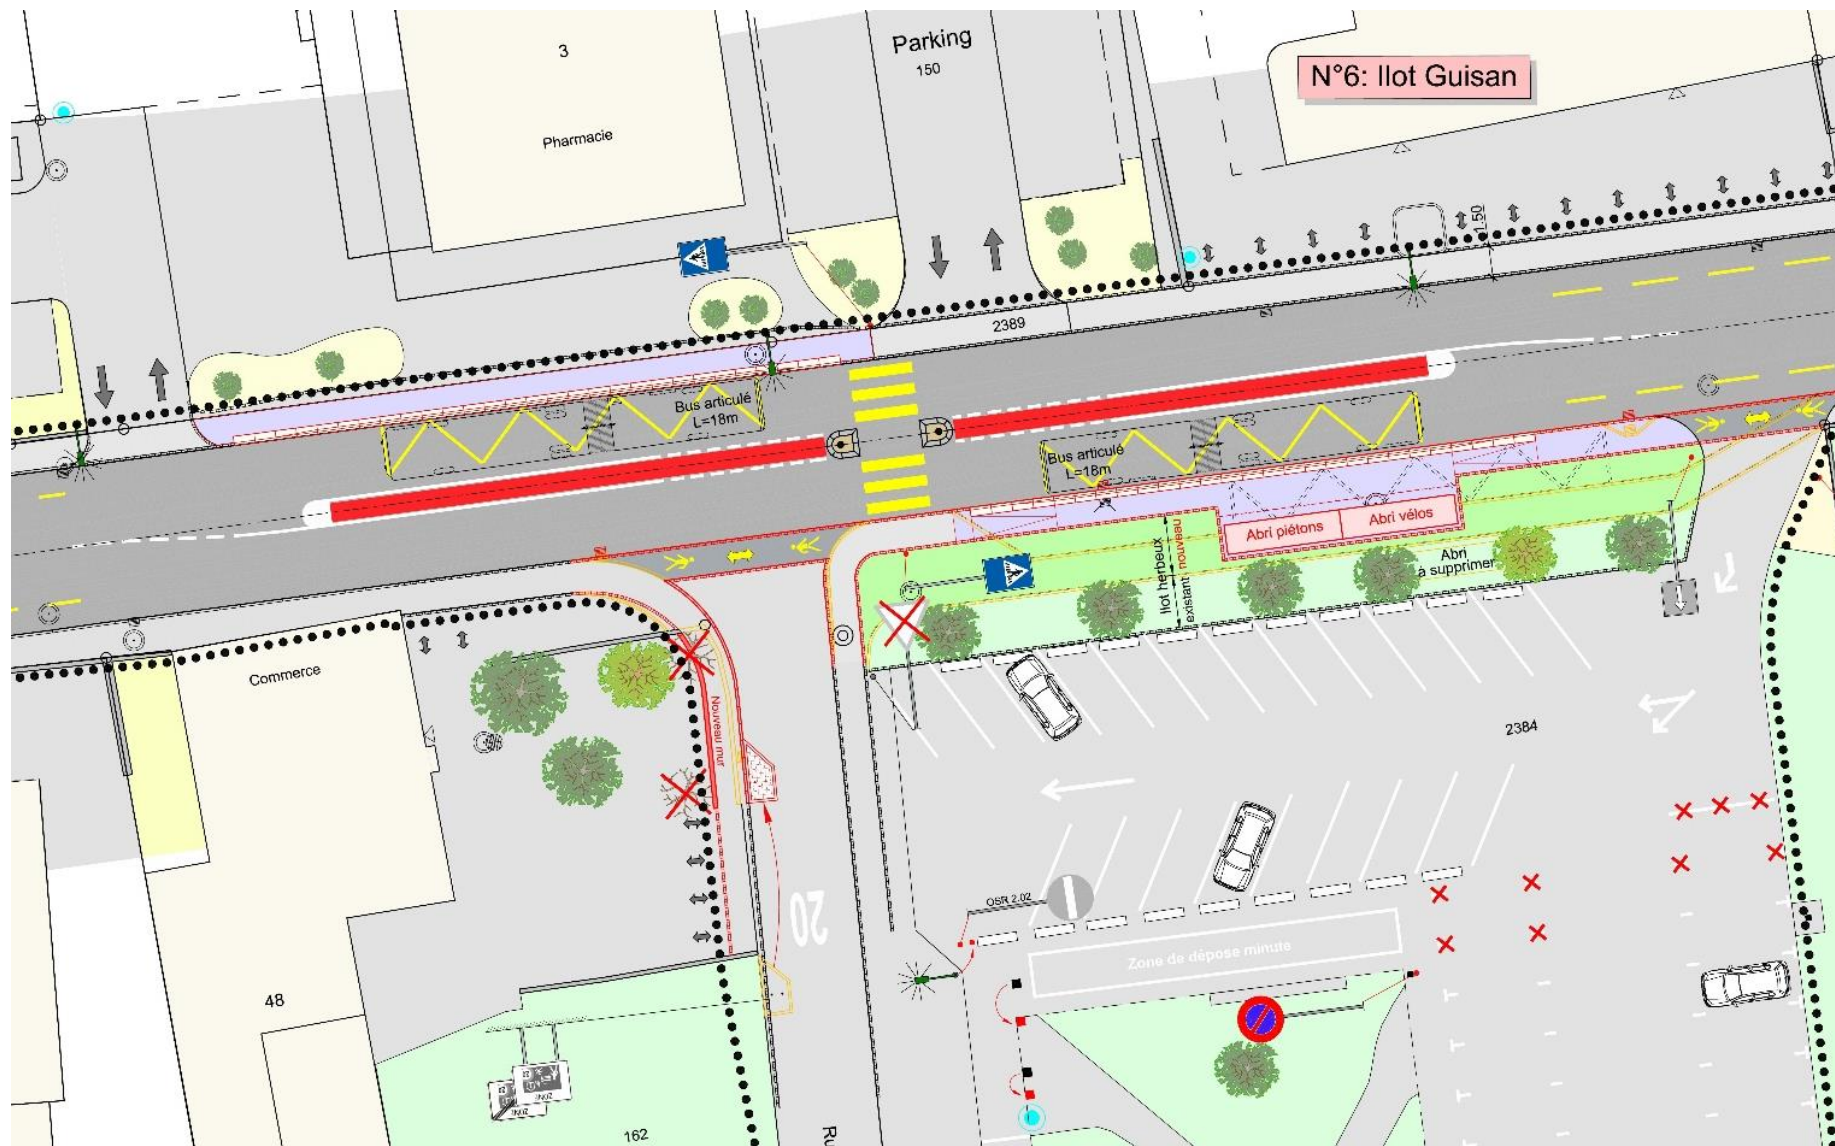 3
Parking
150
N°6: Ilot Guisan
Pharmacie
1.50
2389
Bus articulé
L=18m
Bus articulé
L=18m
Abri piétons
Abri vélos
Ilot herbeux
existant
nouveau
Abri
à supprimer
Commerce
Nouveau mur
2384
20
OSR 2.02
Zone de dépose minute
48
ZONE
ZONE
162
Ru